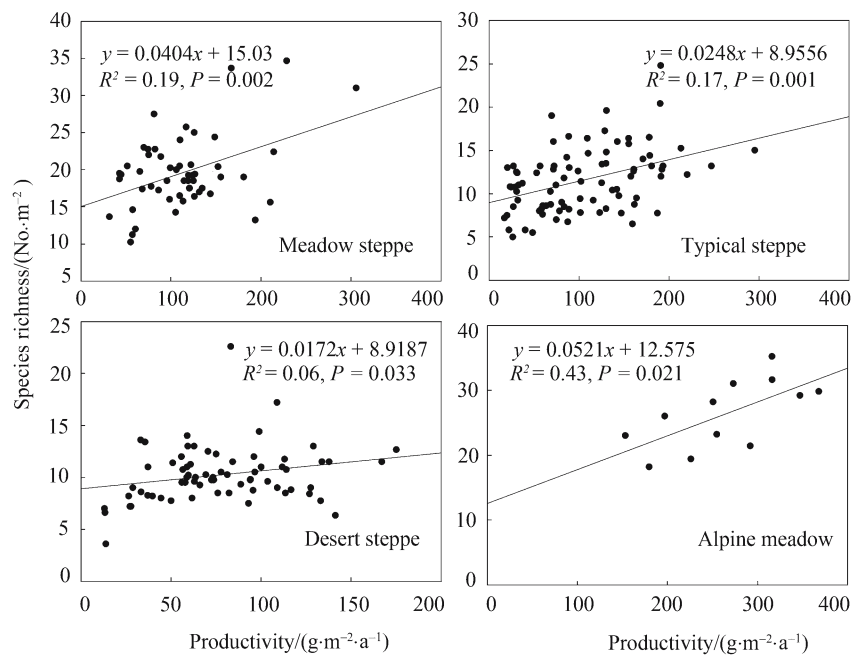 Species richness/(No.·m⁻²)
40
35
30
25
20
15
10
5
y = 0.0404x + 15.03
R² = 0.19, P = 0.002
Meadow steppe
0 100 200 300 400
30
25
20
15
10
5
0
y = 0.0248x + 8.9556
R² = 0.17, P = 0.001
Typical steppe
0 100 200 300 400
25
20
15
10
5
0
y = 0.0172x + 8.9187
R² = 0.06, P = 0.033
Desert steppe
0 50 100 150 200
Productivity/(g·m⁻²·a⁻¹)
40
30
20
10
0
y = 0.0521x + 12.575
R² = 0.43, P = 0.021
Alpine meadow
0 100 200 300 400
Productivity/(g·m⁻²·a⁻¹)